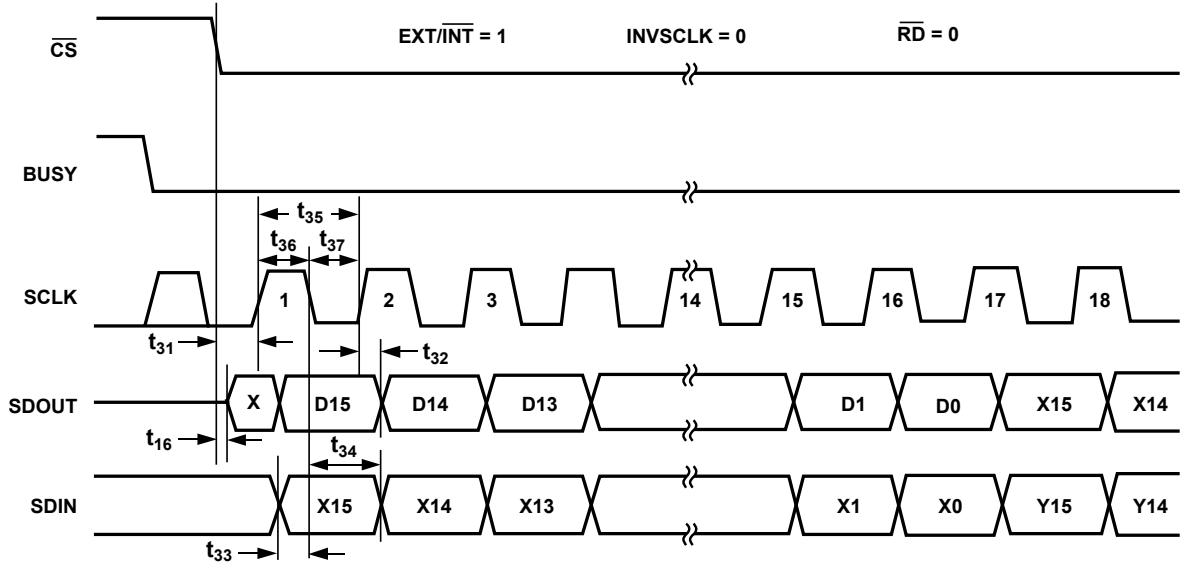 CS EXT/INT = 1 INVSCLK = 0 RD = 0
BUSY
t35
t36 t37
SCLK 1 2 3 14 15 16 17 18
t31 t32
SDOUT X D15 D14 D13 D1 D0 X15 X14
t16 t34
SDIN X15 X14 X13 X1 X0 Y15 Y14
t33